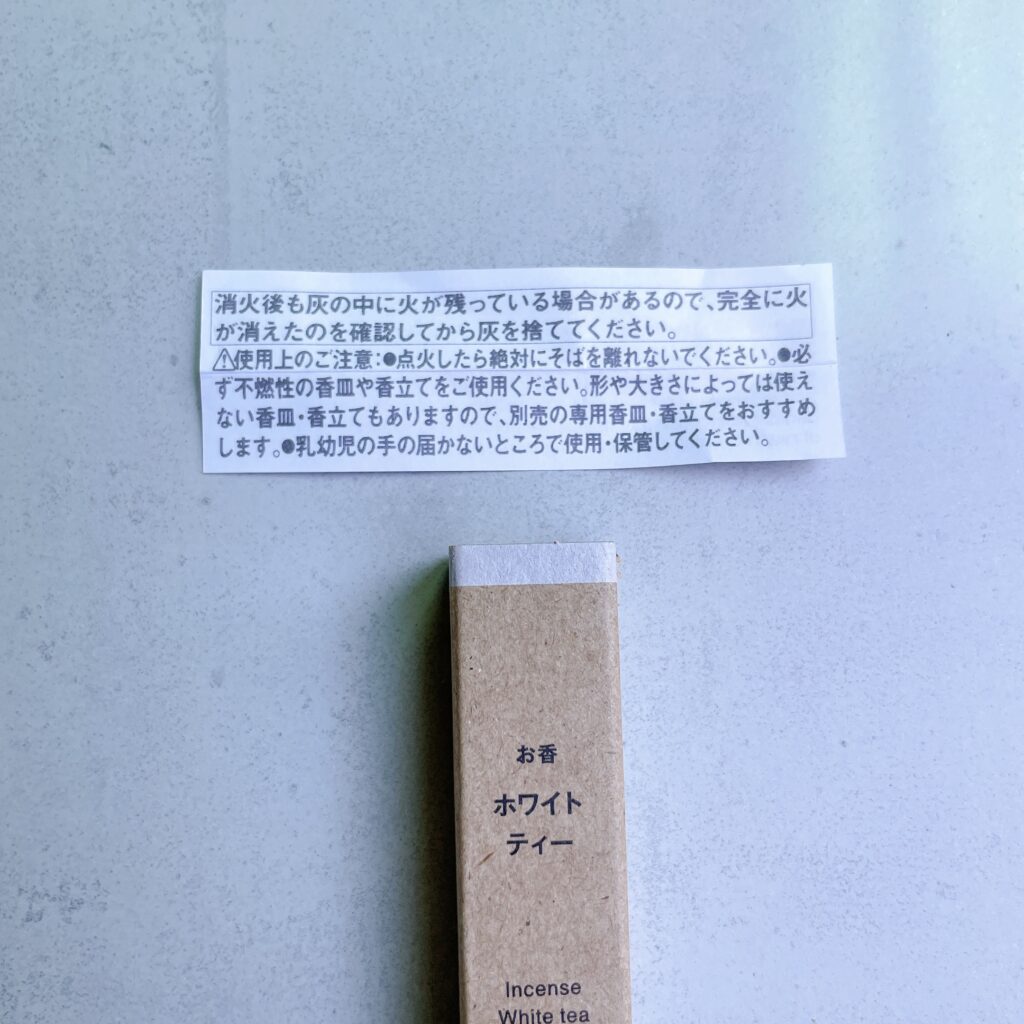 消火後も灰の中に火が残っている場合があるので、完全に火
が消えたのを確認してから灰を捨ててください。
⚠使用上のご注意:●点火したら絶対にそばを離れないでください。●必
ず不燃性の香皿や香立てをご使用ください。形や大きさによっては使え
ない香皿・香立てもありますので、別売の専用香皿・香立てをおすすめ
します。●乳幼児の手の届かないところで使用・保管してください。
お香
ホワイト
ティー
Incense
White tea